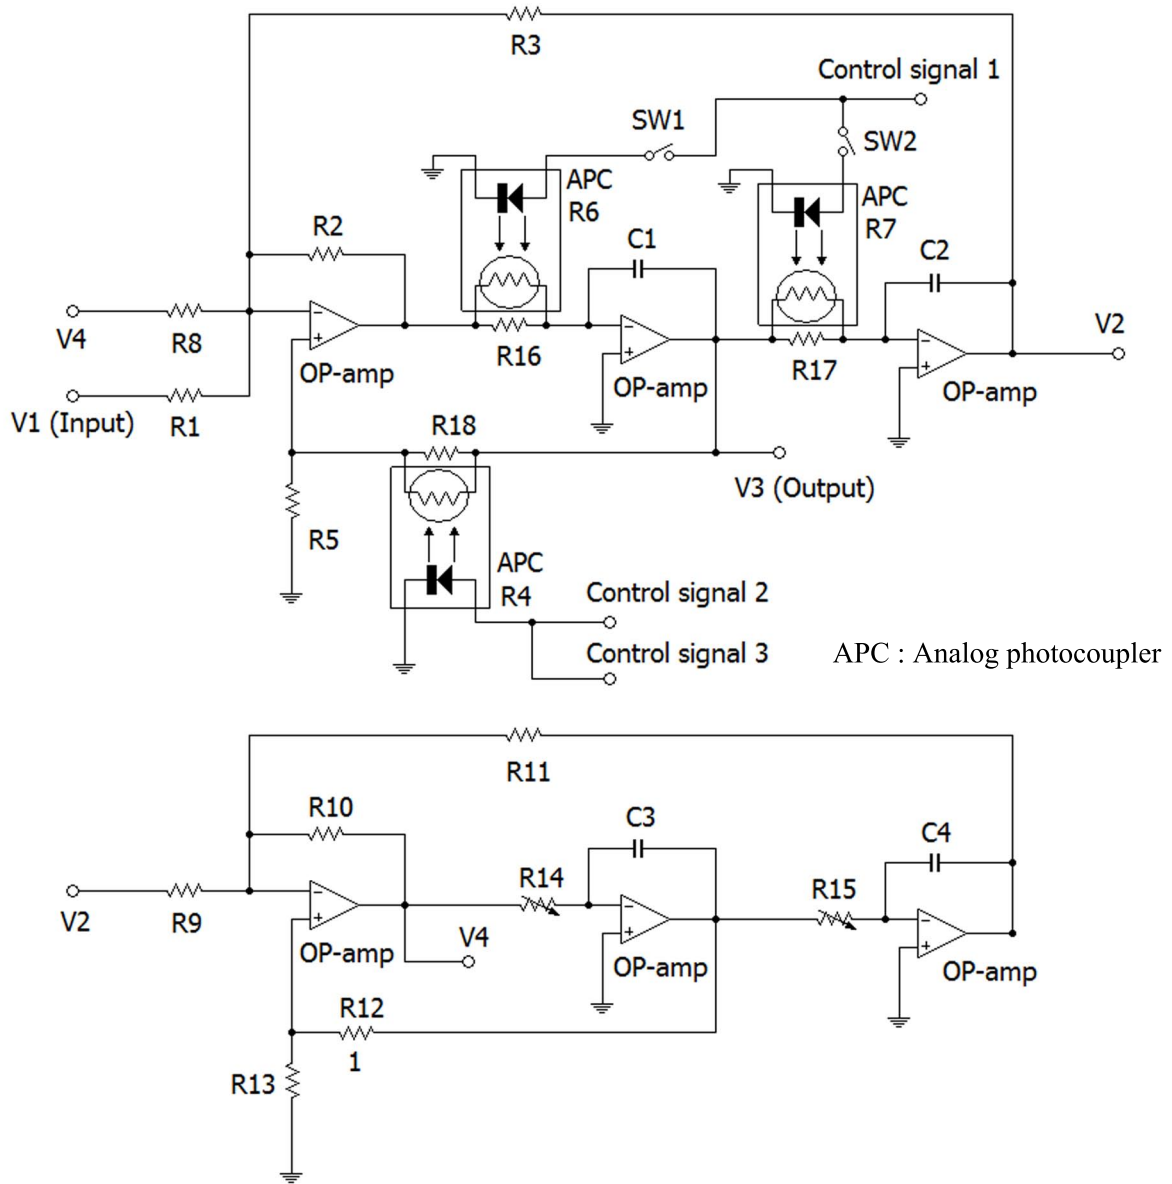 R3
Control signal 1
SW1
SW2
APC
R6
APC
R7
R2
C1
C2
V4
R8
−
+
OP-amp
R16
−
+
OP-amp
R17
−
+
OP-amp
V2
V1 (Input)
R1
R18
V3 (Output)
R5
APC
R4
Control signal 2
Control signal 3
APC : Analog photocoupler
R11
R10
C3
C4
V2
R9
−
+
OP-amp
R14
V4
−
+
OP-amp
R15
−
+
OP-amp
R12
1
R13